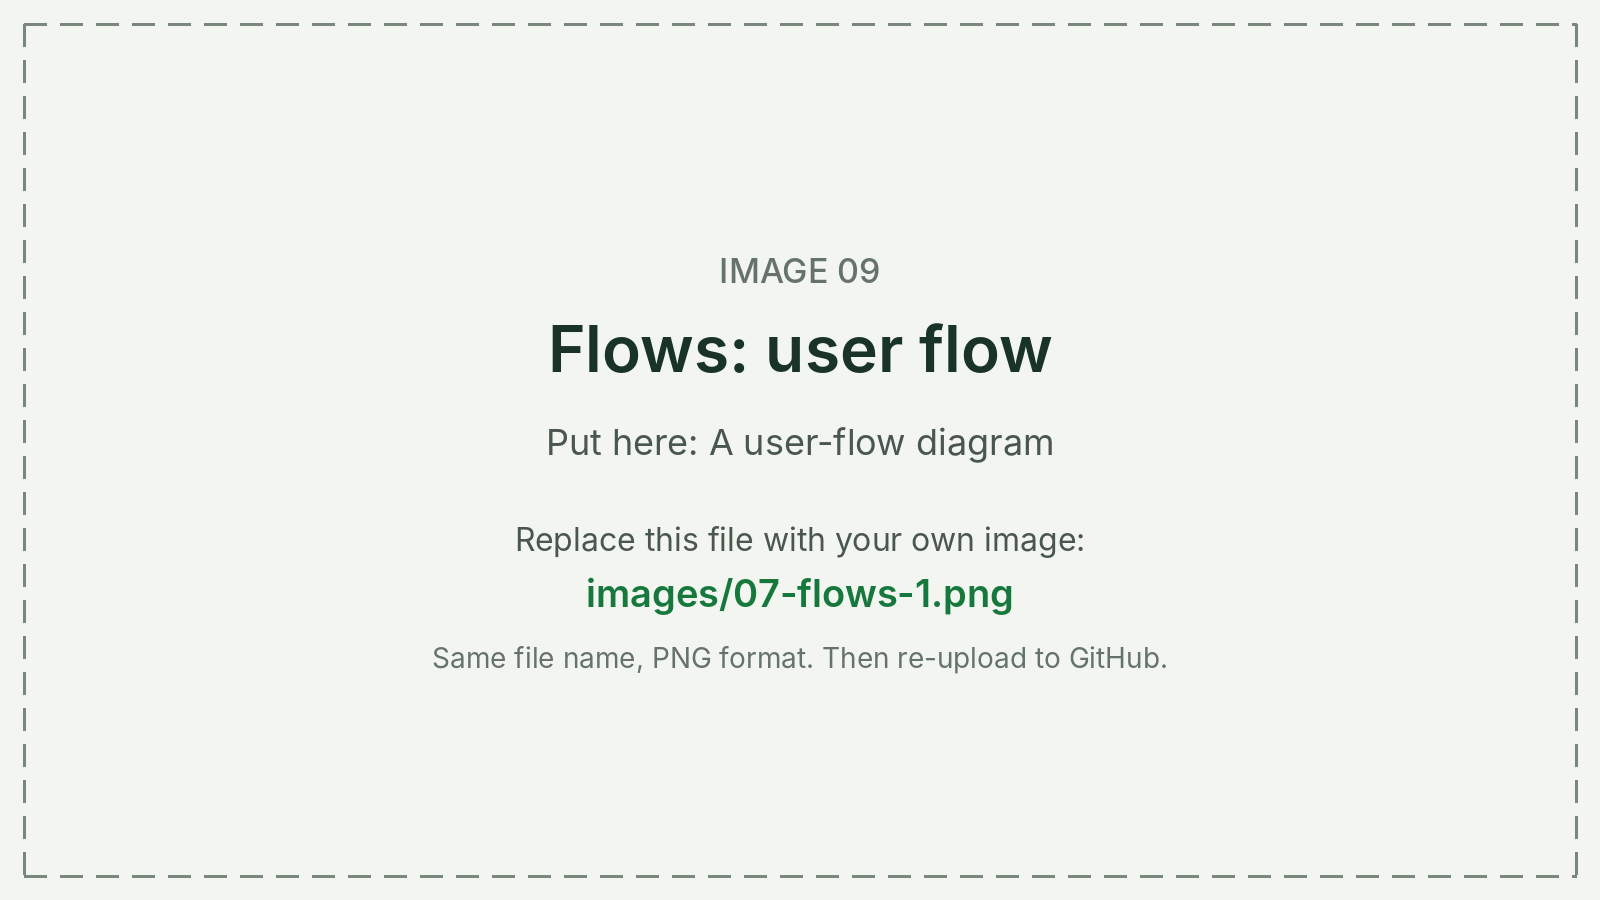 IMAGE 09
Flows: user flow
Put here: A user-flow diagram
Replace this file with your own image:
images/07-flows-1.png
Same file name, PNG format. Then re-upload to GitHub.